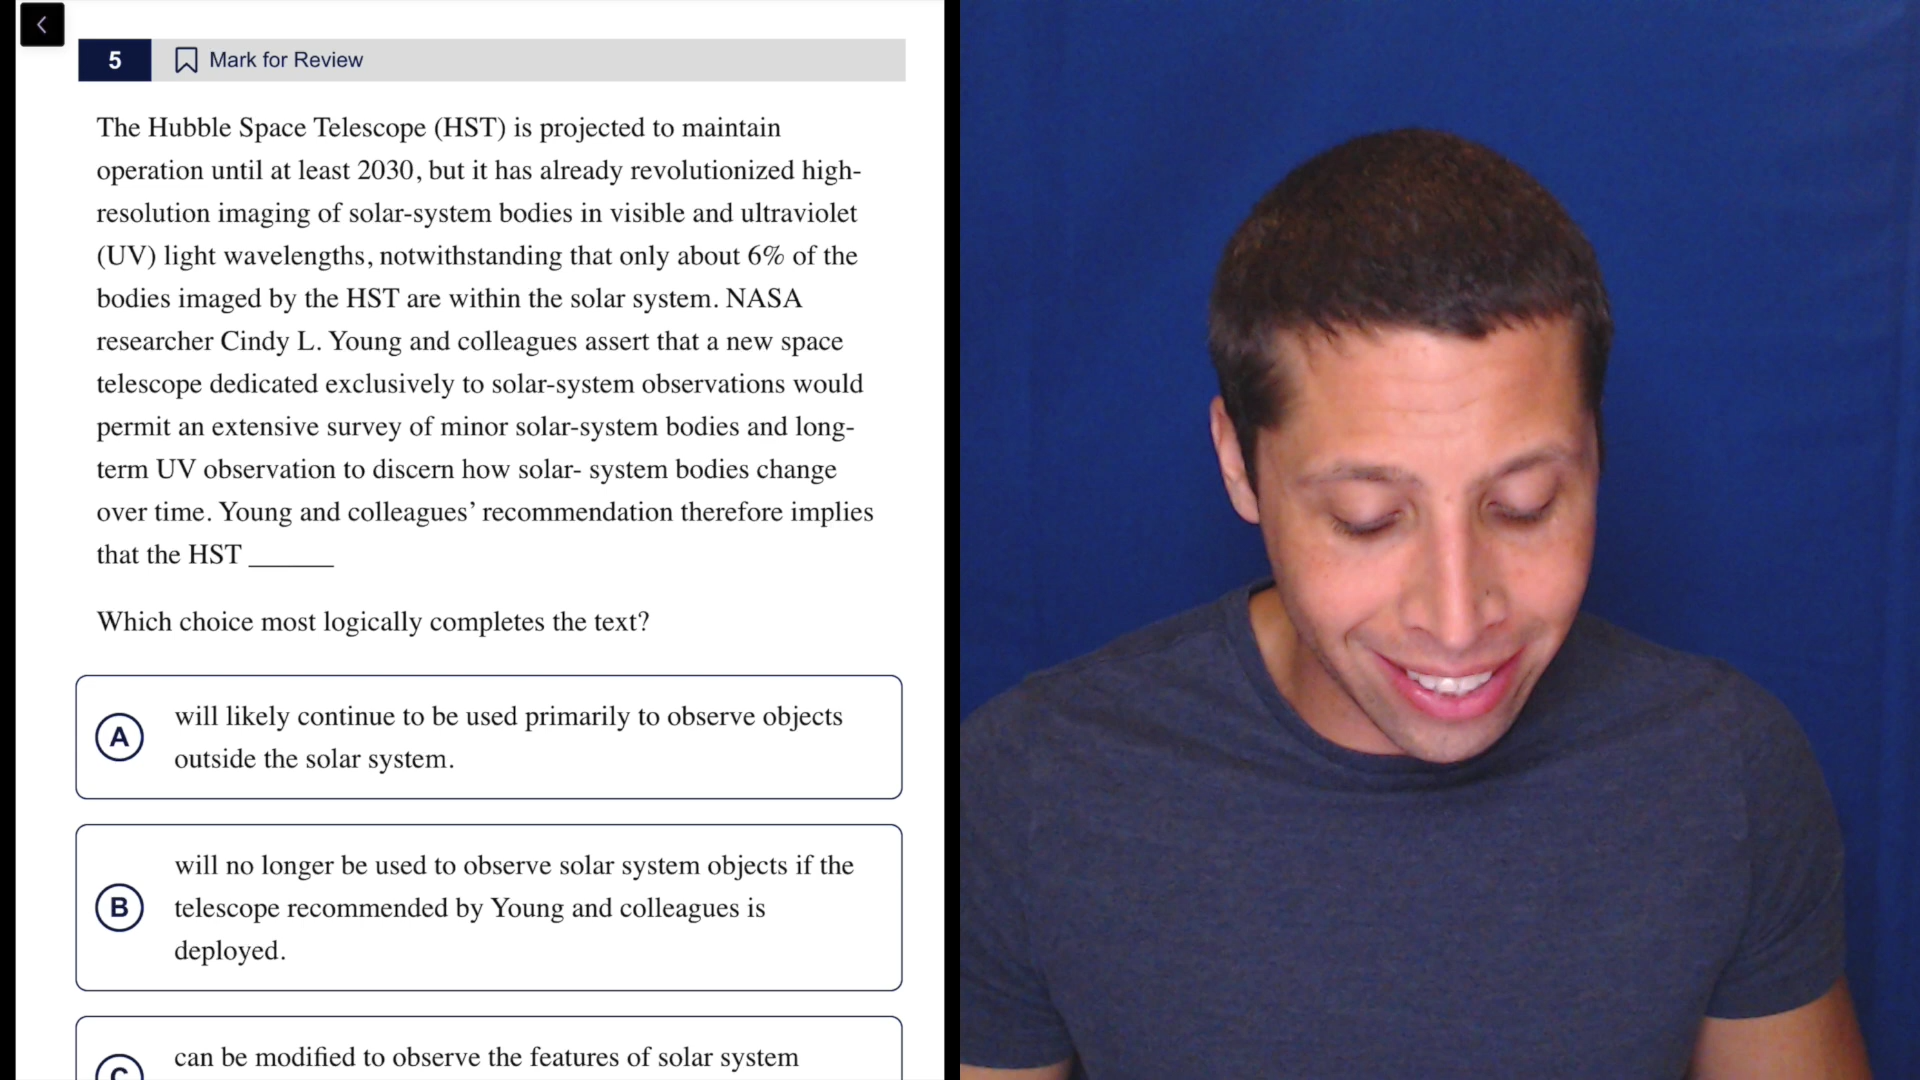 5 Mark for Review
The Hubble Space Telescope (HST) is projected to maintain
operation until at least 2030, but it has already revolutionized high-
resolution imaging of solar-system bodies in visible and ultraviolet
(UV) light wavelengths, notwithstanding that only about 6% of the
bodies imaged by the HST are within the solar system. NASA
researcher Cindy L. Young and colleagues assert that a new space
telescope dedicated exclusively to solar-system observations would
permit an extensive survey of minor solar-system bodies and long-
term UV observation to discern how solar- system bodies change
over time. Young and colleagues’ recommendation therefore implies
that the HST ______
Which choice most logically completes the text?
A will likely continue to be used primarily to observe objects
outside the solar system.
B will no longer be used to observe solar system objects if the
telescope recommended by Young and colleagues is
deployed.
C can be modified to observe the features of solar system